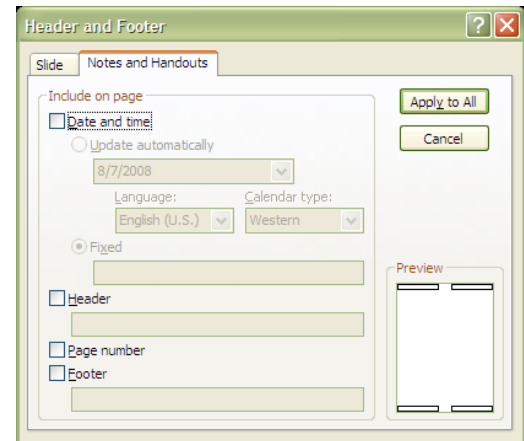 Header and Footer
Slide
Notes and Handouts
Include on page
Date and time
Update automatically
8/7/2008
Language:
Calendar type:
English (U.S.)
Western
Fixed
Header
Page number
Footer
Apply to All
Cancel
Preview